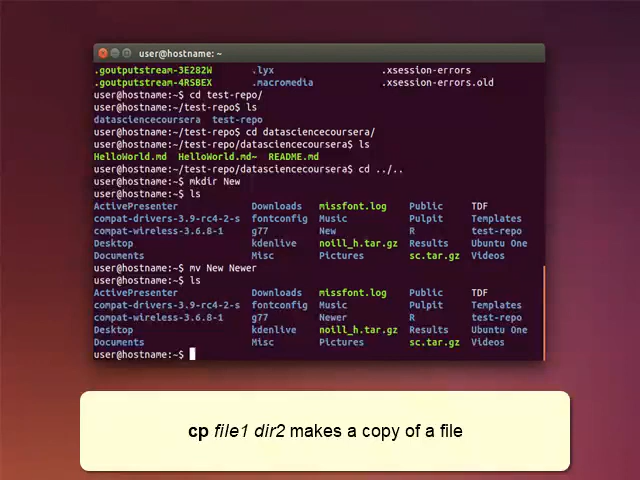 user@hostname: ~
.goutputstream-3E282W .lyx .xsession-errors
.goutputstream-4RSBEX .macromedia .xsession-errors.old
user@hostname:~$ cd test-repo/
user@hostname:~/test-repo$ ls
datasciencecoursera test-repo
user@hostname:~/test-repo$ cd datasciencecoursera/
user@hostname:~/test-repo/datasciencecoursera$ ls
HelloWorld.md HelloWorld.md~ README.md
user@hostname:~/test-repo/datasciencecoursera$ cd ../..
user@hostname:~$ mkdir New
user@hostname:~$ ls
ActivePresenter Downloads missfont.log Public TDF
compat-drivers-3.9-rc4-2-s fontconfig Music Pulpit Templates
compat-wireless-3.6.8-1 g77 New R test-repo
Desktop kdenlive noill_h.tar.gz Results Ubuntu One
Documents Misc Pictures sc.tar.gz Videos
user@hostname:~$ mv New Newer
user@hostname:~$ ls
ActivePresenter Downloads missfont.log Public TDF
compat-drivers-3.9-rc4-2-s fontconfig Music Pulpit Templates
compat-wireless-3.6.8-1 g77 Newer R test-repo
Desktop kdenlive noill_h.tar.gz Results Ubuntu One
Documents Misc Pictures sc.tar.gz Videos
user@hostname:~$
cp file1 dir2 makes a copy of a file